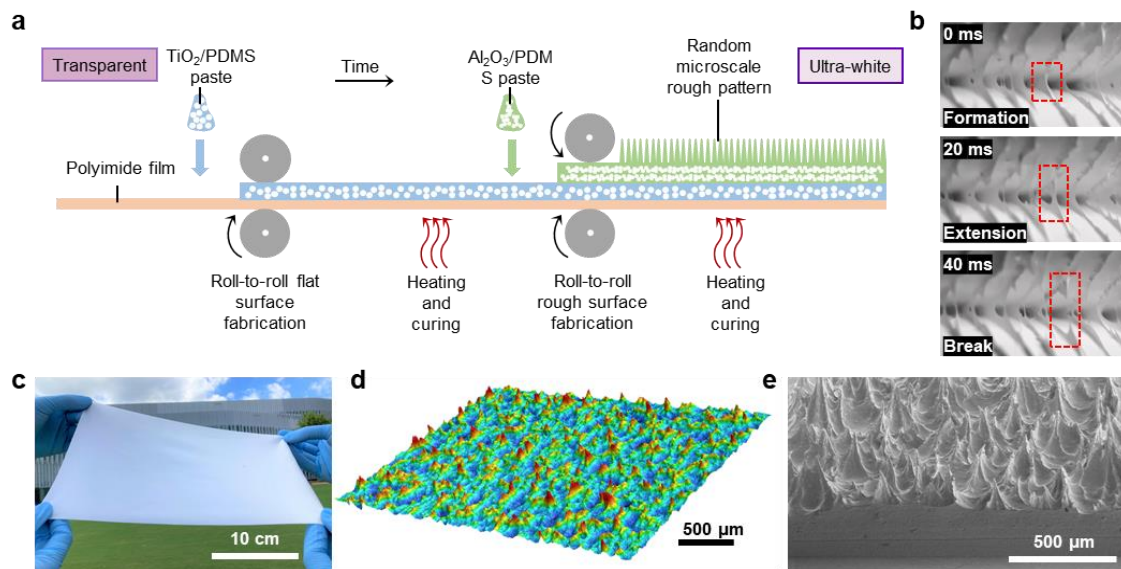 a
Transparent
TiO₂/PDMS
paste
Time
Al₂O₃/PDM
S paste
Random
microscale
rough pattern
Ultra-white
Polyimide film
Roll-to-roll flat
surface
fabrication
Heating
and
curing
Roll-to-roll
rough surface
fabrication
Heating
and
curing
b
0 ms
Formation
20 ms
Extension
40 ms
Break
c
10 cm
d
500 μm
e
500 μm